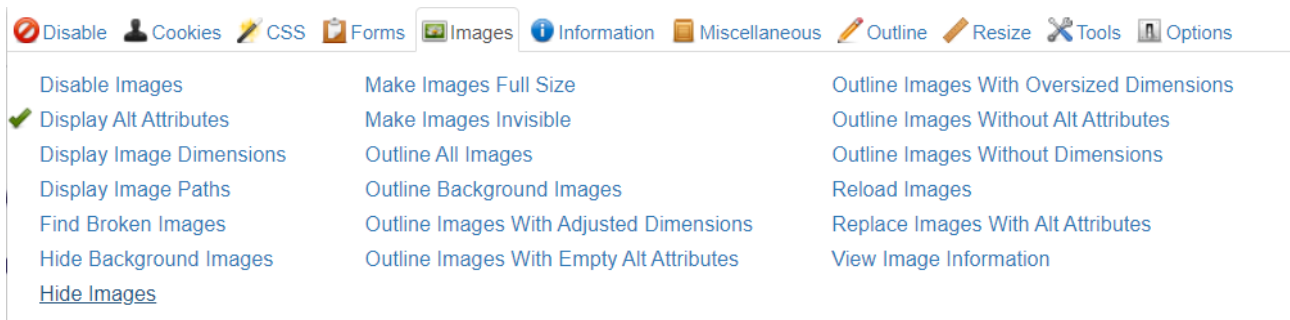 Disable Cookies CSS Forms Images Information Miscellaneous Outline Resize Tools Options
Disable Images
Display Alt Attributes
Display Image Dimensions
Display Image Paths
Find Broken Images
Hide Background Images
Hide Images
Make Images Full Size
Make Images Invisible
Outline All Images
Outline Background Images
Outline Images With Adjusted Dimensions
Outline Images With Empty Alt Attributes
Outline Images With Oversized Dimensions
Outline Images Without Alt Attributes
Outline Images Without Dimensions
Reload Images
Replace Images With Alt Attributes
View Image Information